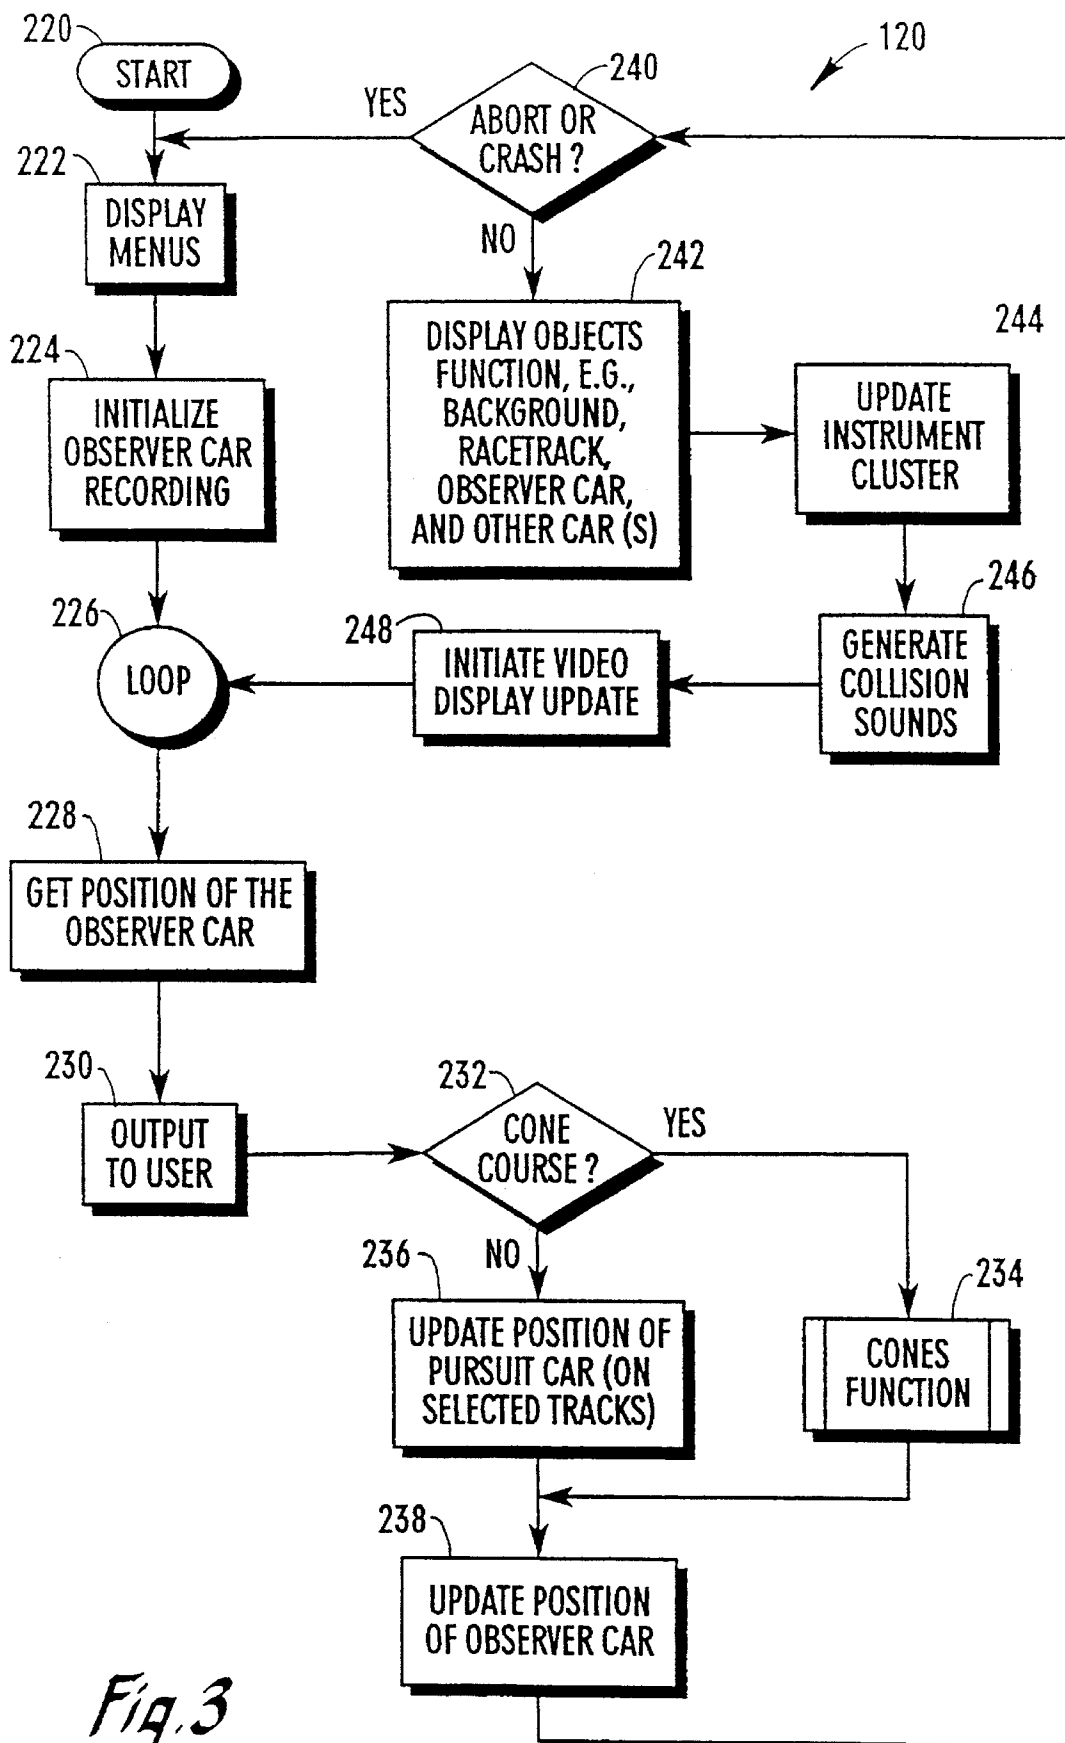 220
START
222
DISPLAY
MENUS
224
INITIALIZE
OBSERVER CAR
RECORDING
226
LOOP
228
GET POSITION OF THE
OBSERVER CAR
230
OUTPUT
TO USER
232
CONE
COURSE ?
YES
NO
234
CONES
FUNCTION
236
UPDATE POSITION OF
PURSUIT CAR (ON
SELECTED TRACKS)
238
UPDATE POSITION
OF OBSERVER CAR
120
240
ABORT OR
CRASH ?
YES
NO
242
DISPLAY OBJECTS
FUNCTION, E.G.,
BACKGROUND,
RACETRACK,
OBSERVER CAR,
AND OTHER CAR (S)
244
UPDATE
INSTRUMENT
CLUSTER
246
GENERATE
COLLISION
SOUNDS
248
INITIATE VIDEO
DISPLAY UPDATE
Fig. 3